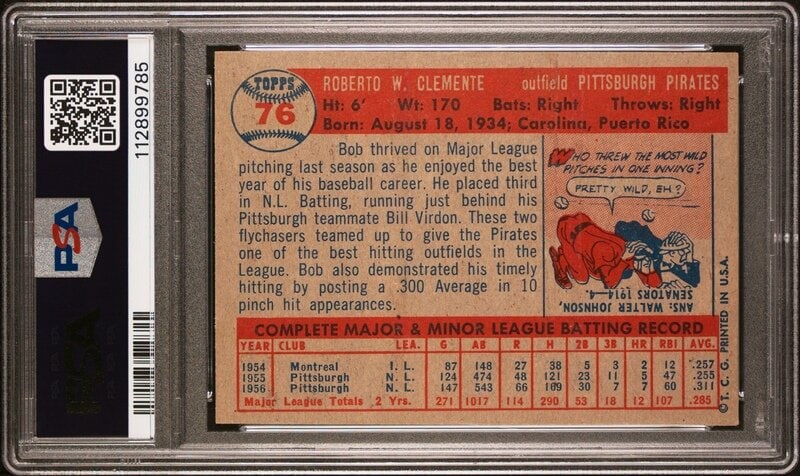 112899785
PSA
TOPPS
76
ROBERTO W. CLEMENTE outfield PITTSBURGH PIRATES
Ht: 6' Wt: 170 Bats: Right Throws: Right
Born: August 18, 1934; Carolina, Puerto Rico
Bob thrived on Major League
pitching last season as he enjoyed the best
year of his baseball career. He placed third
in N.L. Batting, running just behind his
Pittsburgh teammate Bill Virdon. These two
flychasers teamed up to give the Pirates
one of the best hitting outfields in the
League. Bob also demonstrated his timely
hitting by posting a .300 Average in 10
pinch hit appearances.
WHO THREW THE MOST WILD
PITCHES IN ONE INNING?
PRETTY WILD, EH?
ANS: WALTER JOHNSON,
SENATORS 1914-4
COMPLETE MAJOR & MINOR LEAGUE BATTING RECORD
YEAR CLUB LEA. G AB R H 2B 3B HR RBI AVG.
1954 Montreal I. L. 87 148 27 38 5 3 2 12 .257
1955 Pittsburgh N. L. 124 474 48 121 23 11 5 47 .255
1956 Pittsburgh N. L. 147 543 66 169 30 7 7 60 .311
Major League Totals 2 Yrs. 271 1017 114 290 53 18 12 107 .285
©T. C. G. PRINTED IN U.S.A.